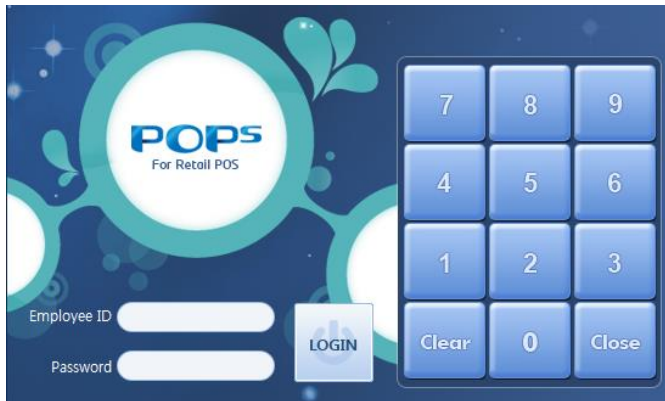 POPS
For Retail POS
Employee ID
Password
LOGIN
7 8 9
4 5 6
1 2 3
Clear 0 Close